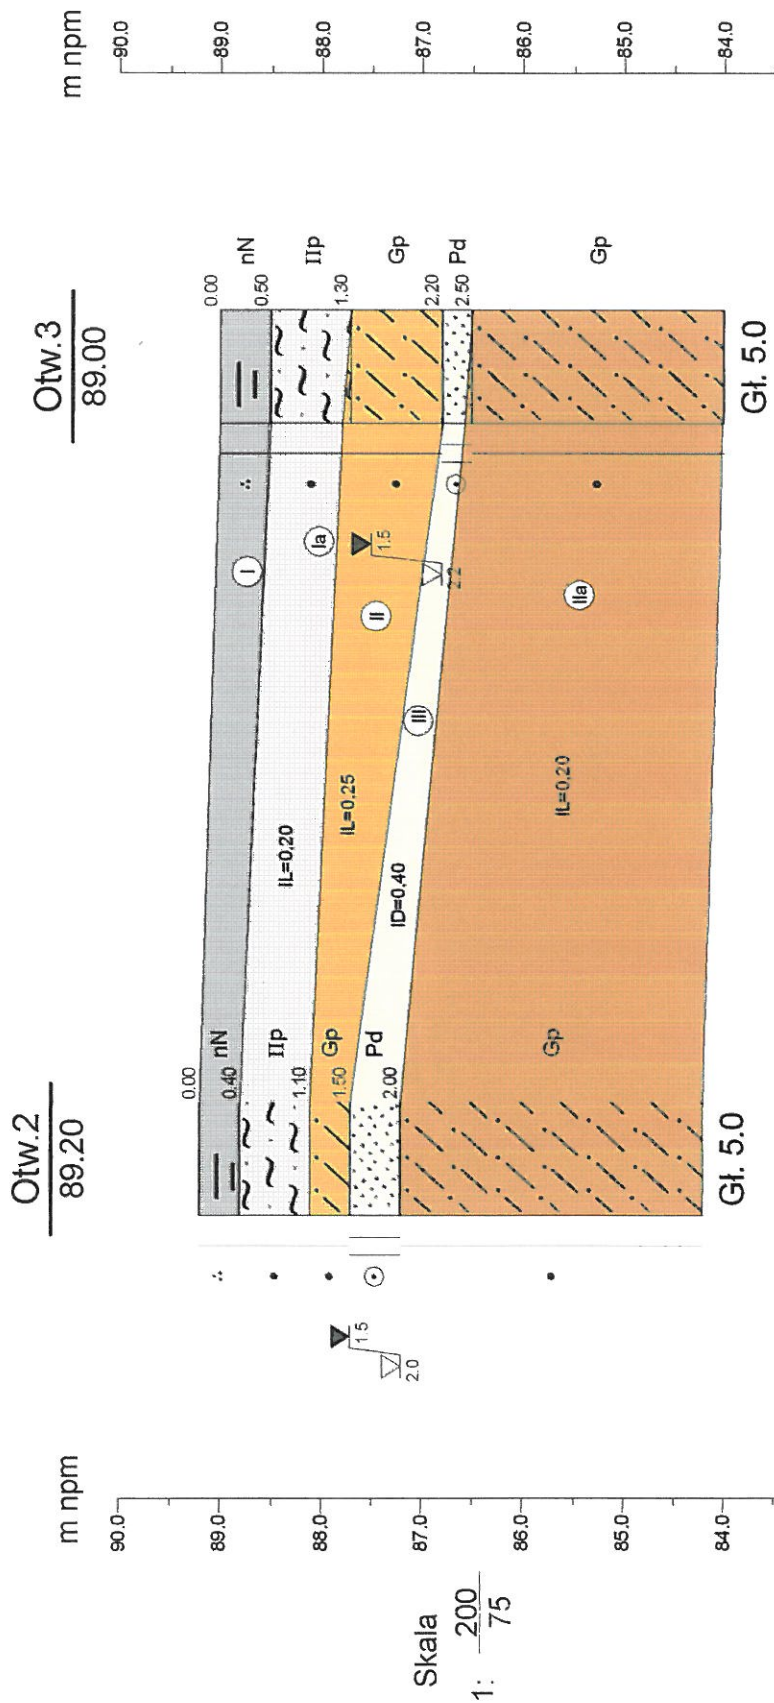 Skala
1: 200
75
m npm
90.0
89.0
88.0
87.0
86.0
85.0
84.0
1.5
2.0
Otw.2
89.20
0.00
0.40
1.10
1.50
2.00
nN
Πp
Gp
Pd
Gp
Gł. 5.0
IL=0,20
IL=0,25
ID=0,40
IL=0,20
I
Ia
II
III
IIa
1.5
2.2
Otw.3
89.00
0.00
0.50
1.30
2.20
2.50
nN
Πp
Gp
Pd
Gp
Gł. 5.0
m npm
90.0
89.0
88.0
87.0
86.0
85.0
84.0